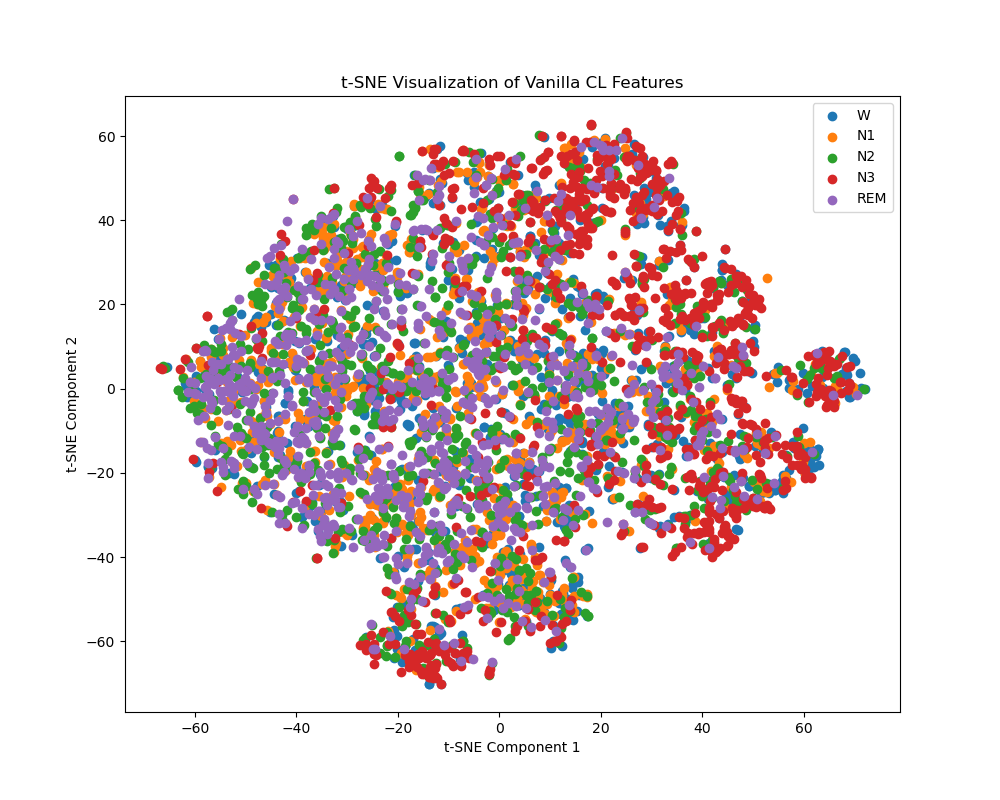 t-SNE Visualization of Vanilla CL Features
W
N1
N2
N3
REM
60
40
20
0
−20
−40
−60
t-SNE Component 2
−60
−40
−20
0
20
40
60
t-SNE Component 1